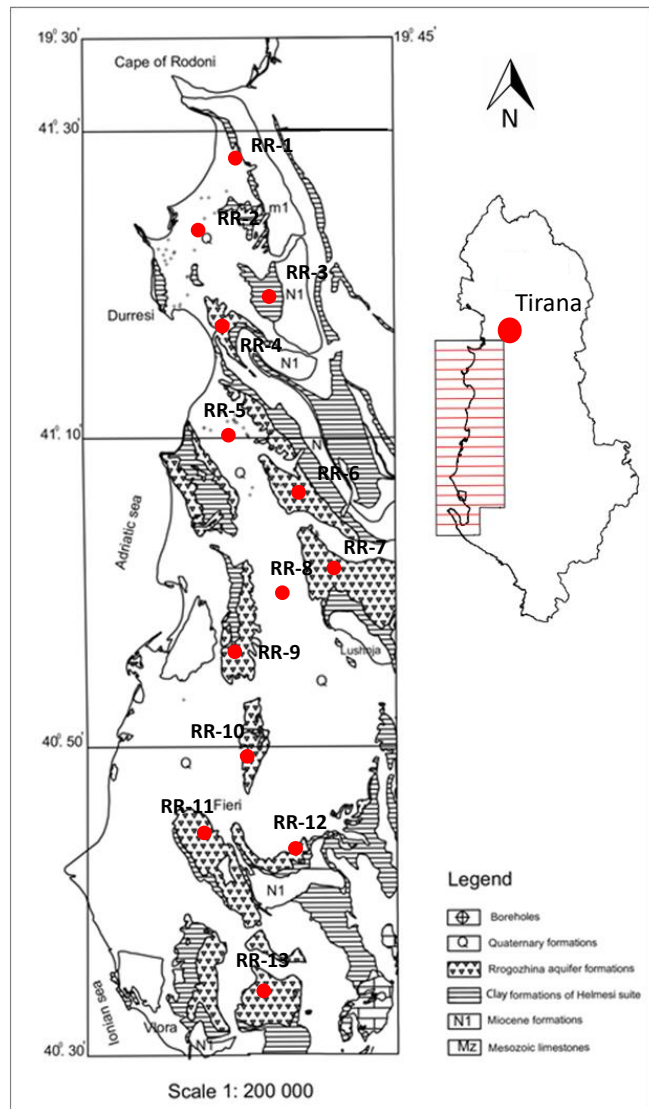 19° 30'
19° 45'
Cape of Rodoni
41° 30'
N
RR-1
m1
RR-2
Q
RR-3
N1
Tirana
Durresi
RR-4
N1
RR-5
41° 10'
N
Q
RR-6
Adriatic sea
RR-7
RR-8
Lushnja
RR-9
Q
RR-10
40° 50'
Q
RR-11
Fieri
RR-12
N1
Legend
Boreholes
Q Quaternary formations
Rrogozhina aquifer formations
RR-13
Clay formations of Helmesi suite
Ionian sea
N1 Miocene formations
Vlora
N1
Mz Mesozoic limestones
40° 30'
Scale 1: 200 000